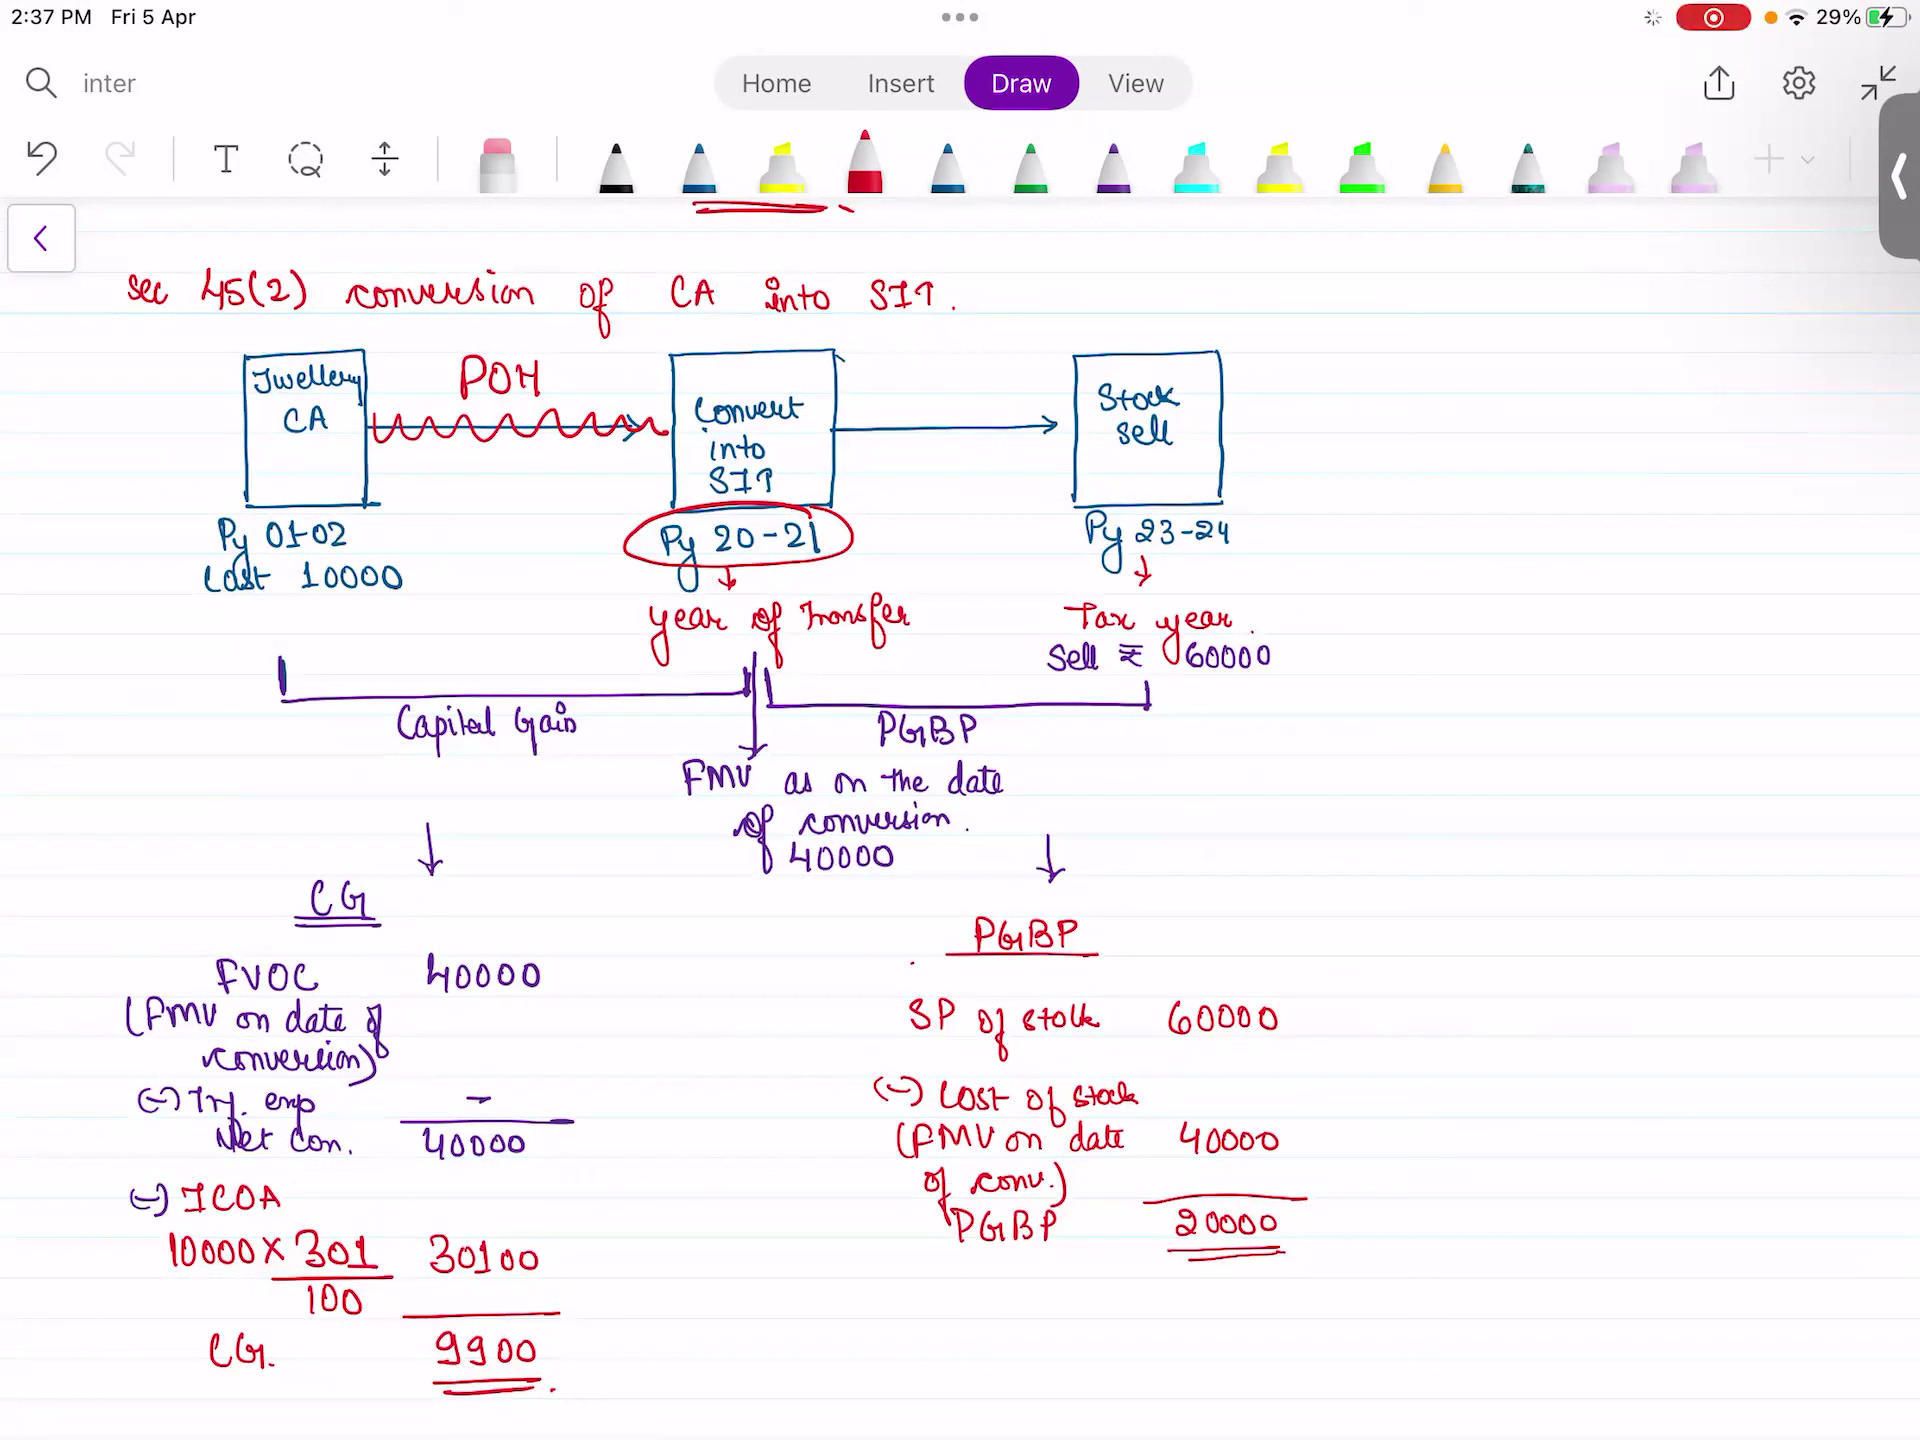 2:37 PM Fri 5 Apr
29%
inter
Home Insert Draw View
T
Sec 45(2) conversion of CA into SIT.
Jwellery
CA
POH
Convert
into
SIT
Stock
sell
Py 01-02
Cost 10000
Py 20-21
Py 23-24
year of Transfer
Tax year.
Sell ₹ 60000
Capital Gain
PGBP
FMV as on the date
of conversion.
40000
CG
FVOC 40000
(FMV on date of
conversion)
(-) Trf. exp -
Net Con. 40000
(-) ICOA
10000 × 301 30100
100
CG. 9900
PGBP
SP of stock 60000
(-) Cost of stock
(FMV on date 40000
of conv.)
PGBP 20000